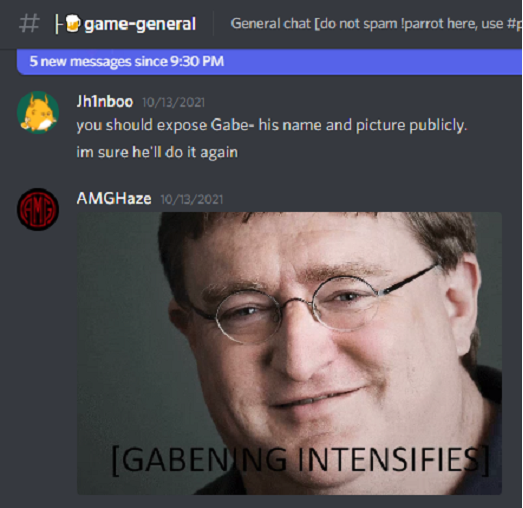 # ├🍺game-general
General chat [do not spam !parrot here, use #p
5 new messages since 9:30 PM
Jh1nboo 10/13/2021
you should expose Gabe- his name and picture publicly.
im sure he'll do it again
AMGHaze 10/13/2021
AMG
[GABENING INTENSIFIES]